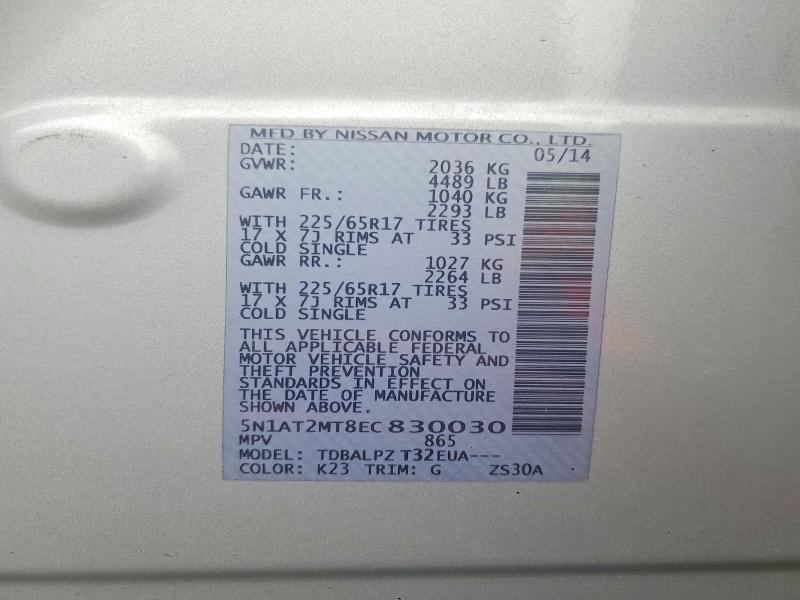 MFD BY NISSAN MOTOR CO., LTD.
DATE: 05/14
GVWR: 2036 KG
4489 LB
GAWR FR.: 1040 KG
2293 LB
WITH 225/65R17 TIRES
17 X 7J RIMS AT 33 PSI
COLD SINGLE
GAWR RR.: 1027 KG
2264 LB
WITH 225/65R17 TIRES
17 X 7J RIMS AT 33 PSI
COLD SINGLE
THIS VEHICLE CONFORMS TO
ALL APPLICABLE FEDERAL
MOTOR VEHICLE SAFETY AND
THEFT PREVENTION
STANDARDS IN EFFECT ON
THE DATE OF MANUFACTURE
SHOWN ABOVE.
5N1AT2MT8EC830030
MPV 865
MODEL: TDBALPZ T32EUA---
COLOR: K23 TRIM: G ZS30A